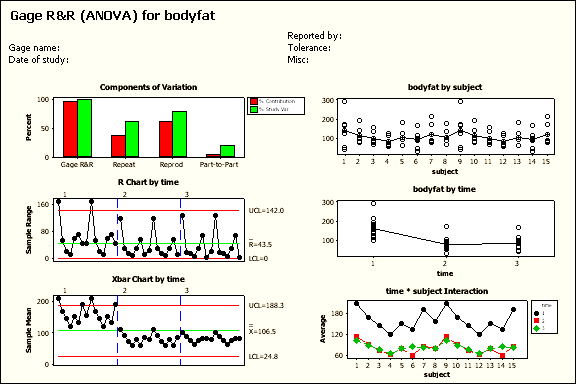 Gage R&R (ANOVA) for bodyfat
Reported by:
Gage name:
Tolerance:
Date of study:
Misc:
Components of Variation
100
50
0
Percent
Gage R&R
Repeat
Reprod
Part-to-Part
% Contribution
% Study Var
bodyfat by subject
300
200
100
1 2 3 4 5 6 7 8 9 10 11 12 13 14 15
subject
R Chart by time
1 2 3
160
80
0
Sample Range
UCL=142.0
R=43.5
LCL=0
bodyfat by time
300
200
100
1 2 3
time
Xbar Chart by time
1 2 3
200
100
0
Sample Mean
UCL=188.3
X=106.5
LCL=24.8
time * subject Interaction
180
120
60
Average
1 2 3 4 5 6 7 8 9 10 11 12 13 14 15
subject
time
1
2
3